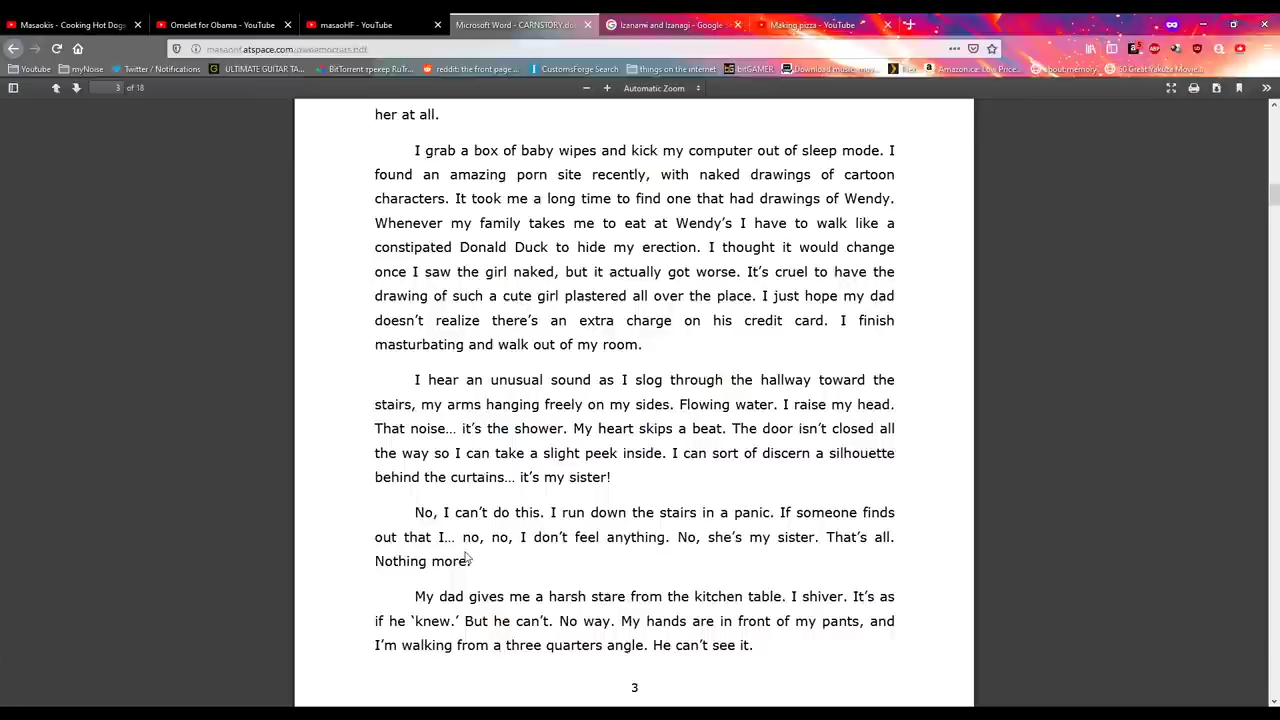 Masaokis - Cooking Hot Dogs
Omelet for Obama - YouTube
masaoHF - YouTube
Microsoft Word - CARNSTORY.do
Izanami and Izanagi - Google
Making pizza - YouTube
Youtube
myNoise
Twitter / Notifications
ULTIMATE GUITAR TA...
BitTorrent трекер RuTr...
reddit: the front page...
CustomsForge Search
things on the internet
bitGAMER
Download music, mov...
Amazon.ca: Low Price...
about:memory
50 Great Yakuza Movie...
3 of 18
Automatic Zoom
her at all.
I grab a box of baby wipes and kick my computer out of sleep mode. I
found an amazing porn site recently, with naked drawings of cartoon
characters. It took me a long time to find one that had drawings of Wendy.
Whenever my family takes me to eat at Wendy's I have to walk like a
constipated Donald Duck to hide my erection. I thought it would change
once I saw the girl naked, but it actually got worse. It's cruel to have the
drawing of such a cute girl plastered all over the place. I just hope my dad
doesn't realize there's an extra charge on his credit card. I finish
masturbating and walk out of my room.
I hear an unusual sound as I slog through the hallway toward the
stairs, my arms hanging freely on my sides. Flowing water. I raise my head.
That noise… it's the shower. My heart skips a beat. The door isn't closed all
the way so I can take a slight peek inside. I can sort of discern a silhouette
behind the curtains… it's my sister!
No, I can't do this. I run down the stairs in a panic. If someone finds
out that I… no, no, I don't feel anything. No, she's my sister. That's all.
Nothing more.
My dad gives me a harsh stare from the kitchen table. I shiver. It's as
if he 'knew.' But he can't. No way. My hands are in front of my pants, and
I'm walking from a three quarters angle. He can't see it.
3